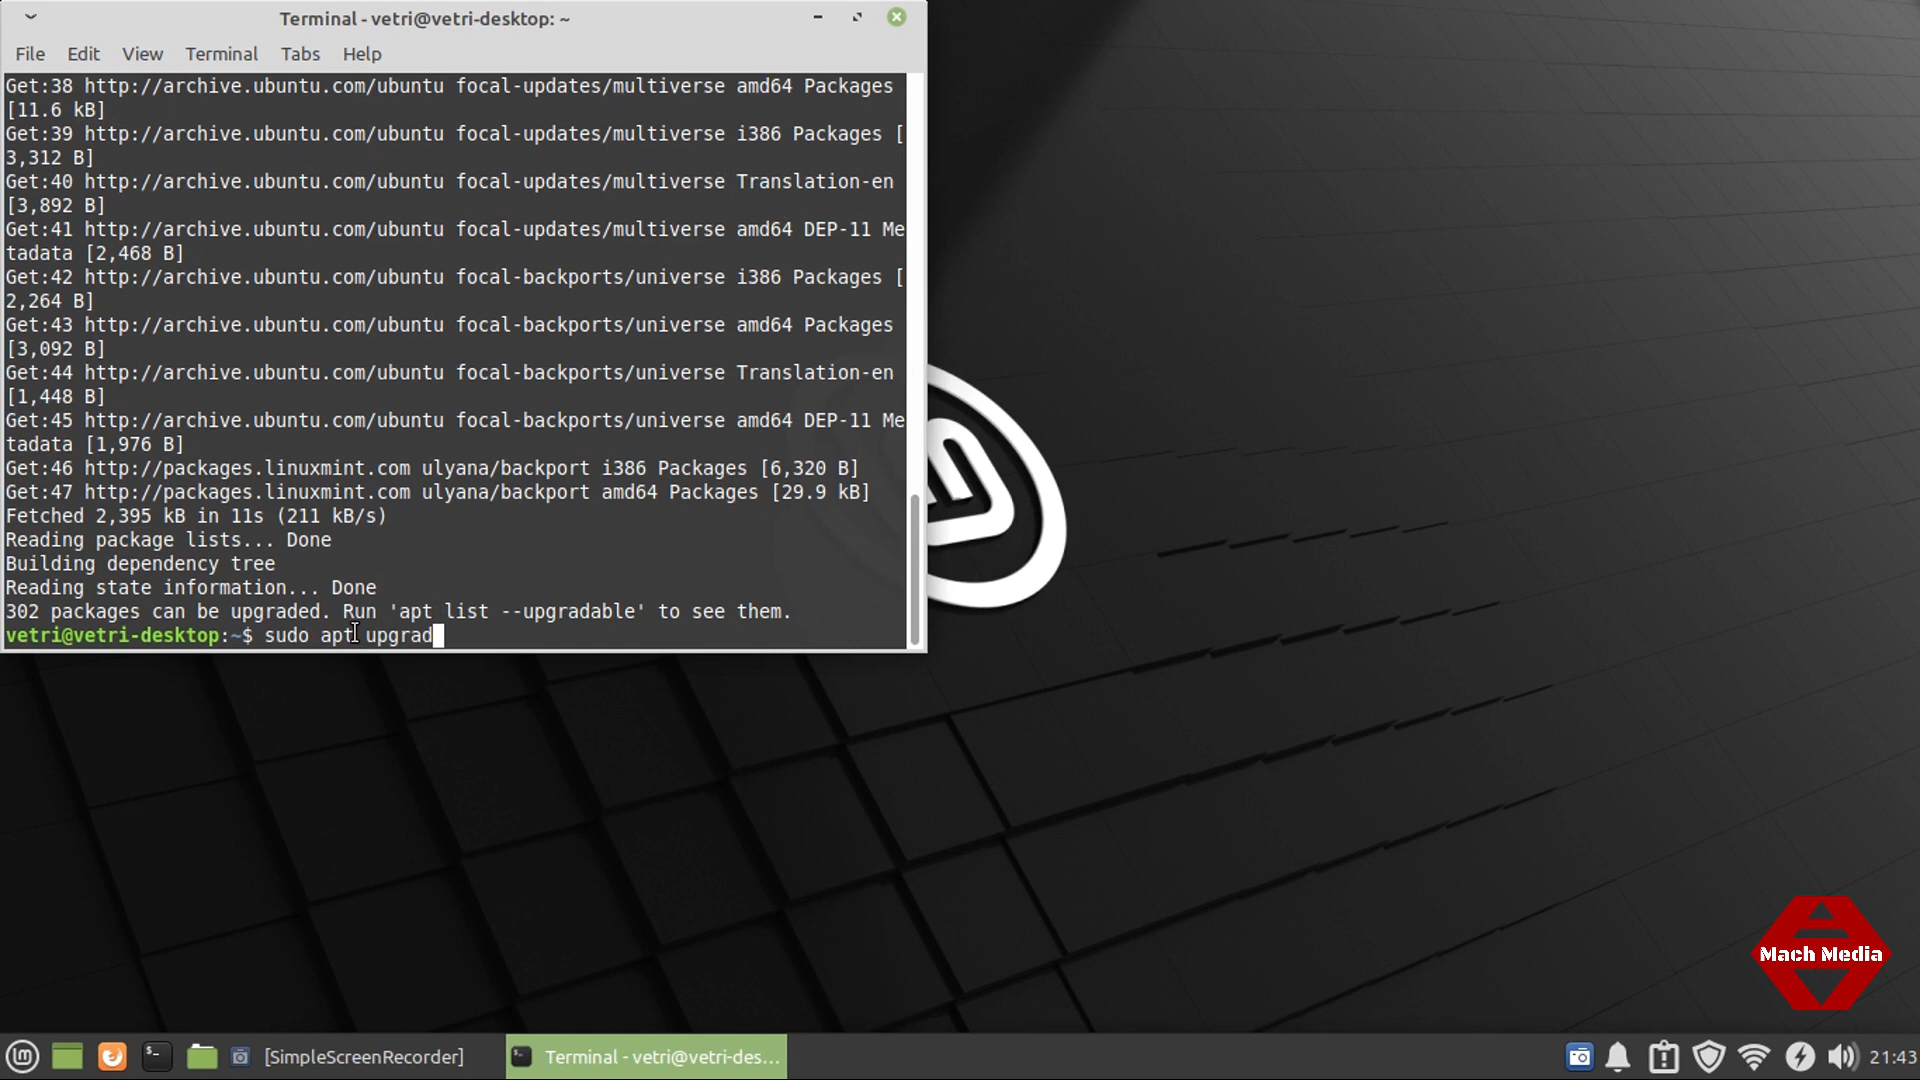 Terminal - vetri@vetri-desktop: ~
File Edit View Terminal Tabs Help
Get:38 http://archive.ubuntu.com/ubuntu focal-updates/multiverse amd64 Packages
[11.6 kB]
Get:39 http://archive.ubuntu.com/ubuntu focal-updates/multiverse i386 Packages [
3,312 B]
Get:40 http://archive.ubuntu.com/ubuntu focal-updates/multiverse Translation-en
[3,892 B]
Get:41 http://archive.ubuntu.com/ubuntu focal-updates/multiverse amd64 DEP-11 Me
tadata [2,468 B]
Get:42 http://archive.ubuntu.com/ubuntu focal-backports/universe i386 Packages [
2,264 B]
Get:43 http://archive.ubuntu.com/ubuntu focal-backports/universe amd64 Packages
[3,092 B]
Get:44 http://archive.ubuntu.com/ubuntu focal-backports/universe Translation-en
[1,448 B]
Get:45 http://archive.ubuntu.com/ubuntu focal-backports/universe amd64 DEP-11 Me
tadata [1,976 B]
Get:46 http://packages.linuxmint.com ulyana/backport i386 Packages [6,320 B]
Get:47 http://packages.linuxmint.com ulyana/backport amd64 Packages [29.9 kB]
Fetched 2,395 kB in 11s (211 kB/s)
Reading package lists... Done
Building dependency tree
Reading state information... Done
302 packages can be upgraded. Run 'apt list --upgradable' to see them.
vetri@vetri-desktop:~$ sudo apt upgrad
Mach Media
[SimpleScreenRecorder] Terminal - vetri@vetri-des... 21:43